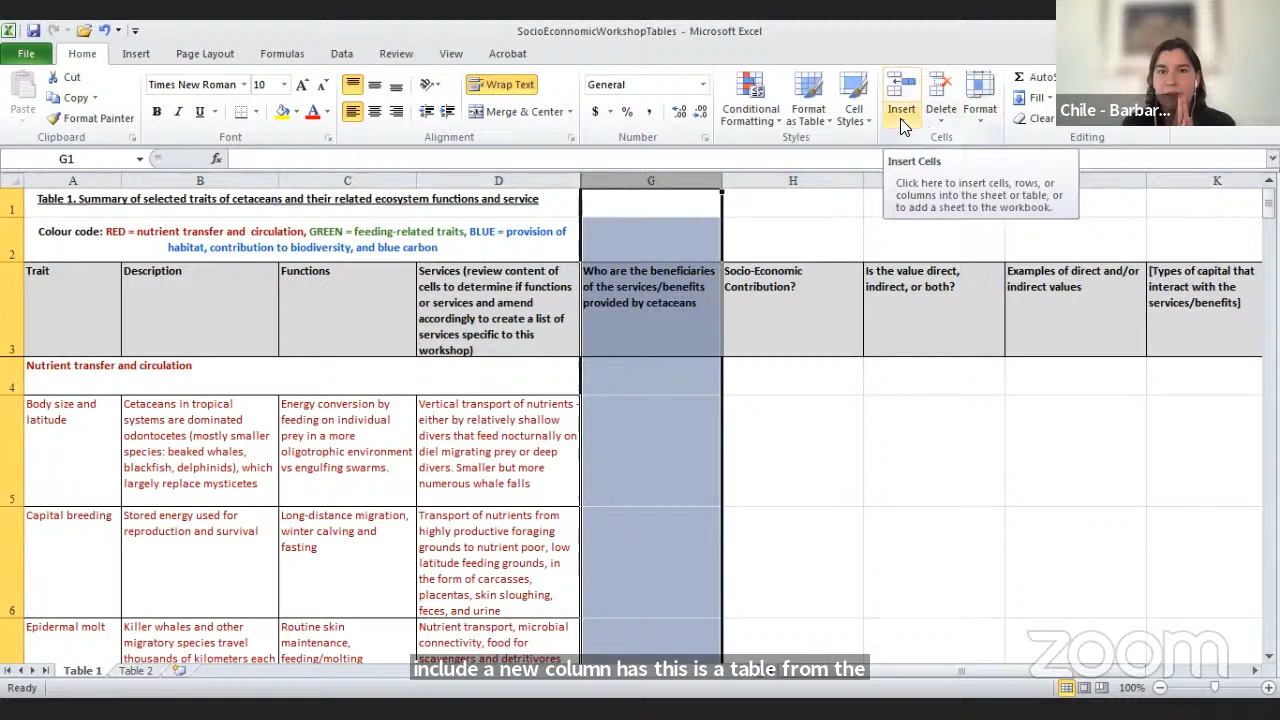 SocioEconnomicWorkshopTables - Microsoft Excel
File Home Insert Page Layout Formulas Data Review View Acrobat
Paste
Cut
Copy
Format Painter
Clipboard
Times New Roman 10
Font
Wrap Text
Merge & Center
Alignment
General
Number
Conditional Formatting
Format as Table
Cell Styles
Styles
Insert
Delete
Format
Cells
Fill
Clear
Editing
Chile - Barbar...
G1
fx
Insert Cells
Click here to insert cells, rows, or
columns into the sheet or table, or
to add a sheet to the workbook.
A B C D G H K
1
Table 1. Summary of selected traits of cetaceans and their related ecosystem functions and service
2
Colour code: RED = nutrient transfer and circulation, GREEN = feeding-related traits, BLUE = provision of
habitat, contribution to biodiversity, and blue carbon
3
Trait
Description
Functions
Services (review content of
cells to determine if functions
or services and amend
accordingly to create a list of
services specific to this
workshop)
Who are the beneficiaries
of the services/benefits
provided by cetaceans
Socio-Economic
Contribution?
Is the value direct,
indirect, or both?
Examples of direct and/or
indirect values
[Types of capital that
interact with the
services/benefits]
4
Nutrient transfer and circulation
5
Body size and
latitude
Cetaceans in tropical
systems are dominated
odontocetes (mostly smaller
species: beaked whales,
blackfish, delphinids), which
largely replace mysticetes
Energy conversion by
feeding on individual
prey in a more
oligotrophic environment
vs engulfing swarms.
Vertical transport of nutrients -
either by relatively shallow
divers that feed nocturnally on
diel migrating prey or deep
divers. Smaller but more
numerous whale falls
6
Capital breeding
Stored energy used for
reproduction and survival
Long-distance migration,
winter calving and
fasting
Transport of nutrients from
highly productive foraging
grounds to nutrient poor, low
latitude feeding grounds, in
the form of carcasses,
placentas, skin sloughing,
feces, and urine
Epidermal molt
Killer whales and other
migratory species travel
thousands of kilometers each
Routine skin
maintenance,
feeding/molting
Nutrient transport, microbial
connectivity, food for
scavengers and detritivores
include a new column has this is a table from the
zoom
Table 1 Table 2
Ready
100%